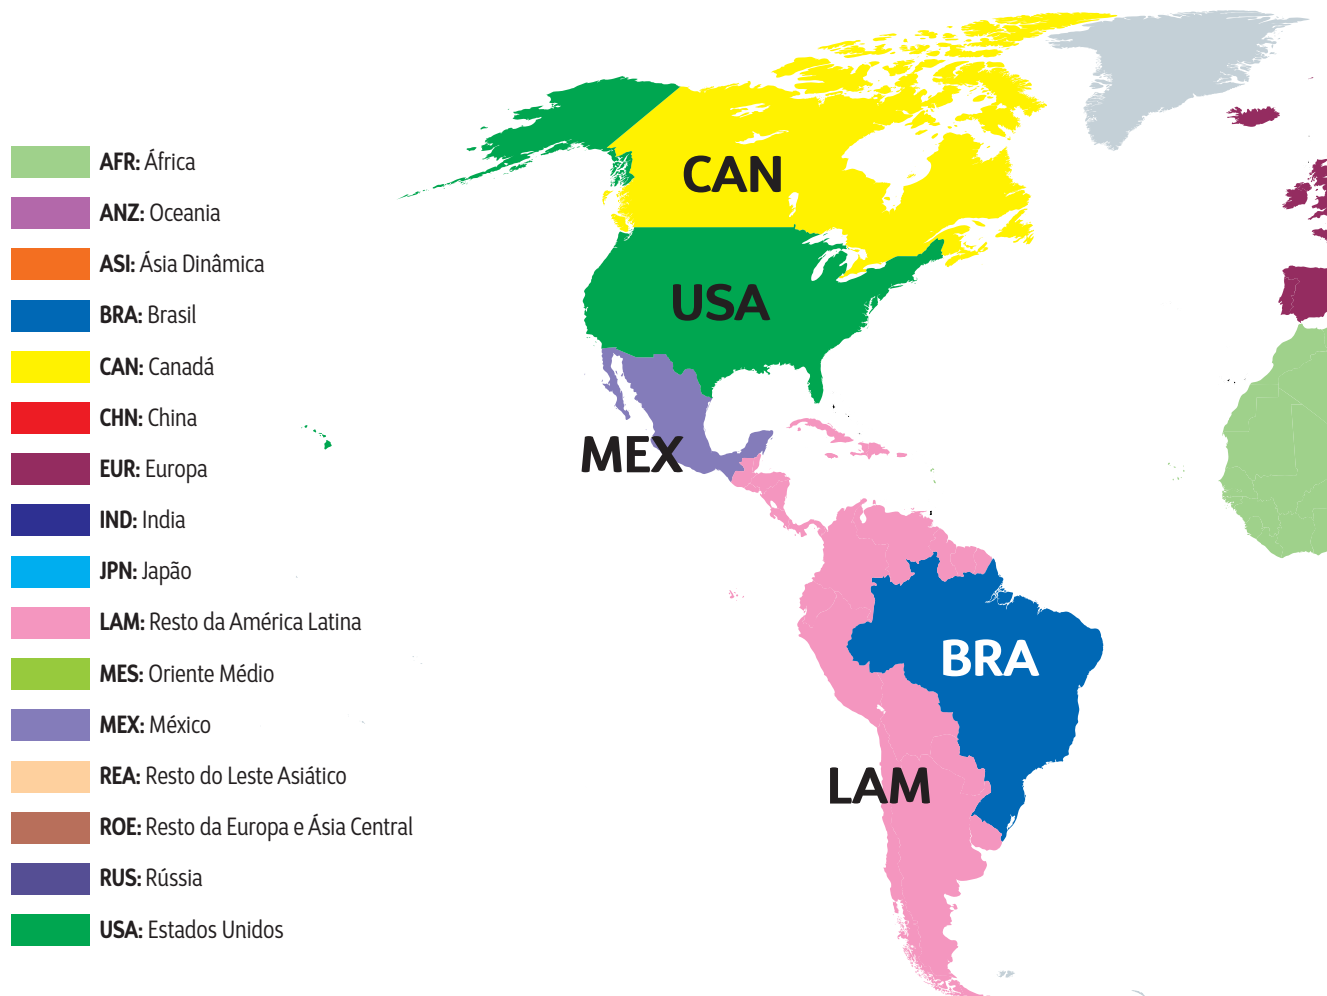 AFR: África
ANZ: Oceania
ASI: Ásia Dinâmica
BRA: Brasil
CAN: Canadá
CHN: China
EUR: Europa
IND: India
JPN: Japão
LAM: Resto da América Latina
MES: Oriente Médio
MEX: México
REA: Resto do Leste Asiático
ROE: Resto da Europa e Ásia Central
RUS: Rússia
USA: Estados Unidos
CAN
USA
MEX
BRA
LAM